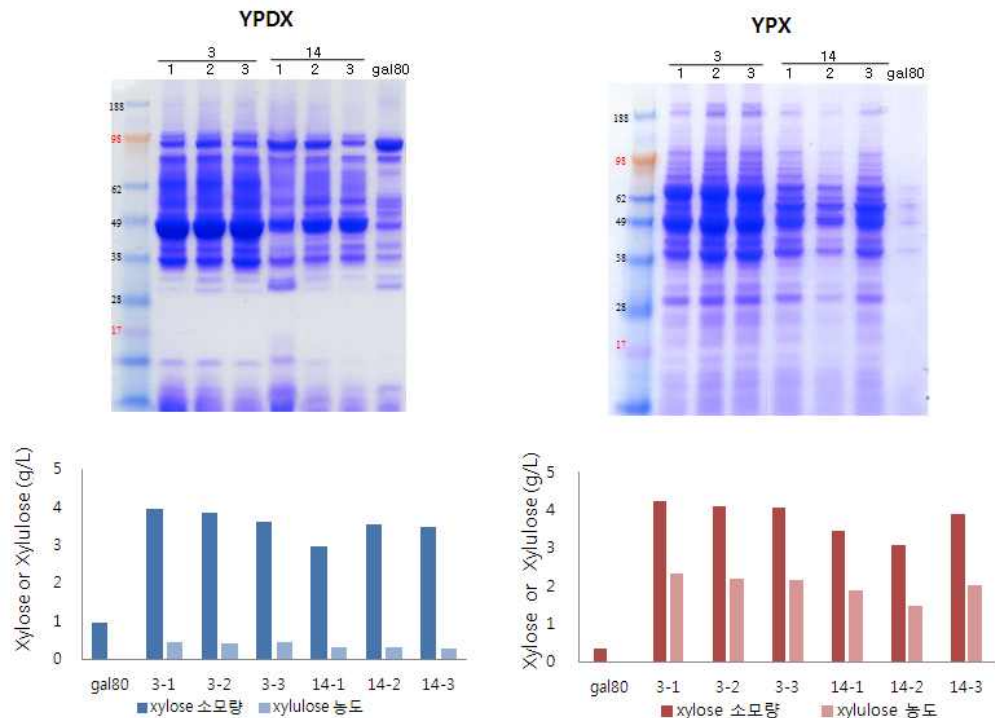 YPDX
3 14
1 2 3 1 2 3 gal80
188
98
62
49
38
28
17
YPX
3 14
1 2 3 1 2 3 gal80
188
98
62
49
38
28
17
Xylose or Xylulose (g/L)
5
4
3
2
1
0
gal80 3-1 3-2 3-3 14-1 14-2 14-3
xylose 소모량 xylulose 농도
Xylose or Xylulose (g/L)
5
4
3
2
1
0
gal80 3-1 3-2 3-3 14-1 14-2 14-3
xylose 소모량 xylulose 농도